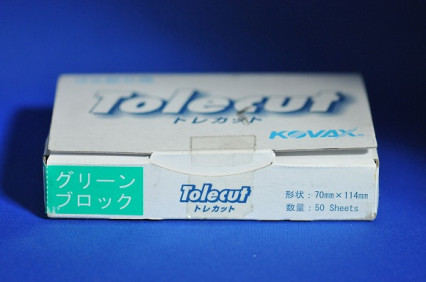 Tolecut
トレカット
KOVAX
グリーン
ブロック
Tolecut
トレカット
形状：70mm×114mm
数量：50 Sheets